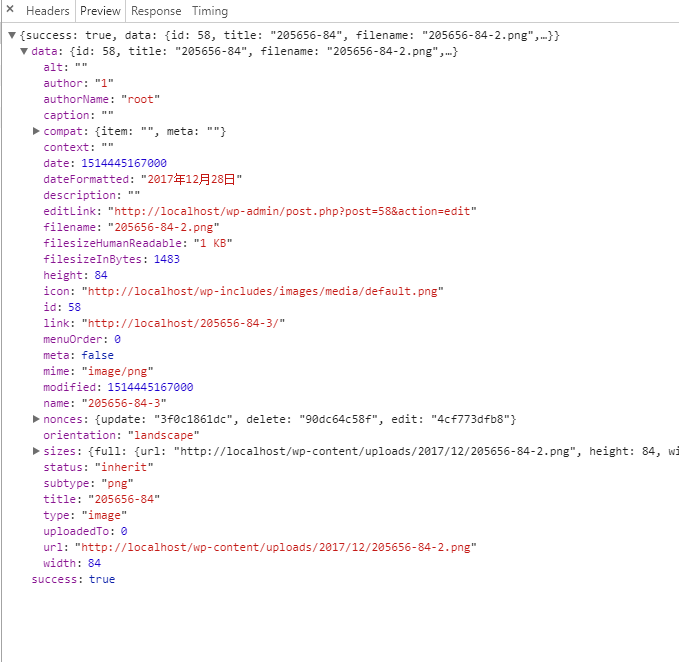 × Headers Preview Response Timing
▼{success: true, data: {id: 58, title: "205656-84", filename: "205656-84-2.png",…}}
▼data: {id: 58, title: "205656-84", filename: "205656-84-2.png",…}
alt: ""
author: "1"
authorName: "root"
caption: ""
▶compat: {item: "", meta: ""}
context: ""
date: 1514445167000
dateFormatted: "2017年12月28日"
description: ""
editLink: "http://localhost/wp-admin/post.php?post=58&action=edit"
filename: "205656-84-2.png"
filesizeHumanReadable: "1 KB"
filesizeInBytes: 1483
height: 84
icon: "http://localhost/wp-includes/images/media/default.png"
id: 58
link: "http://localhost/205656-84-3/"
menuOrder: 0
meta: false
mime: "image/png"
modified: 1514445167000
name: "205656-84-3"
▶nonces: {update: "3f0c1861dc", delete: "90dc64c58f", edit: "4cf773dfb8"}
orientation: "landscape"
▶sizes: {full: {url: "http://localhost/wp-content/uploads/2017/12/205656-84-2.png", height: 84, wi
status: "inherit"
subtype: "png"
title: "205656-84"
type: "image"
uploadedTo: 0
url: "http://localhost/wp-content/uploads/2017/12/205656-84-2.png"
width: 84
success: true